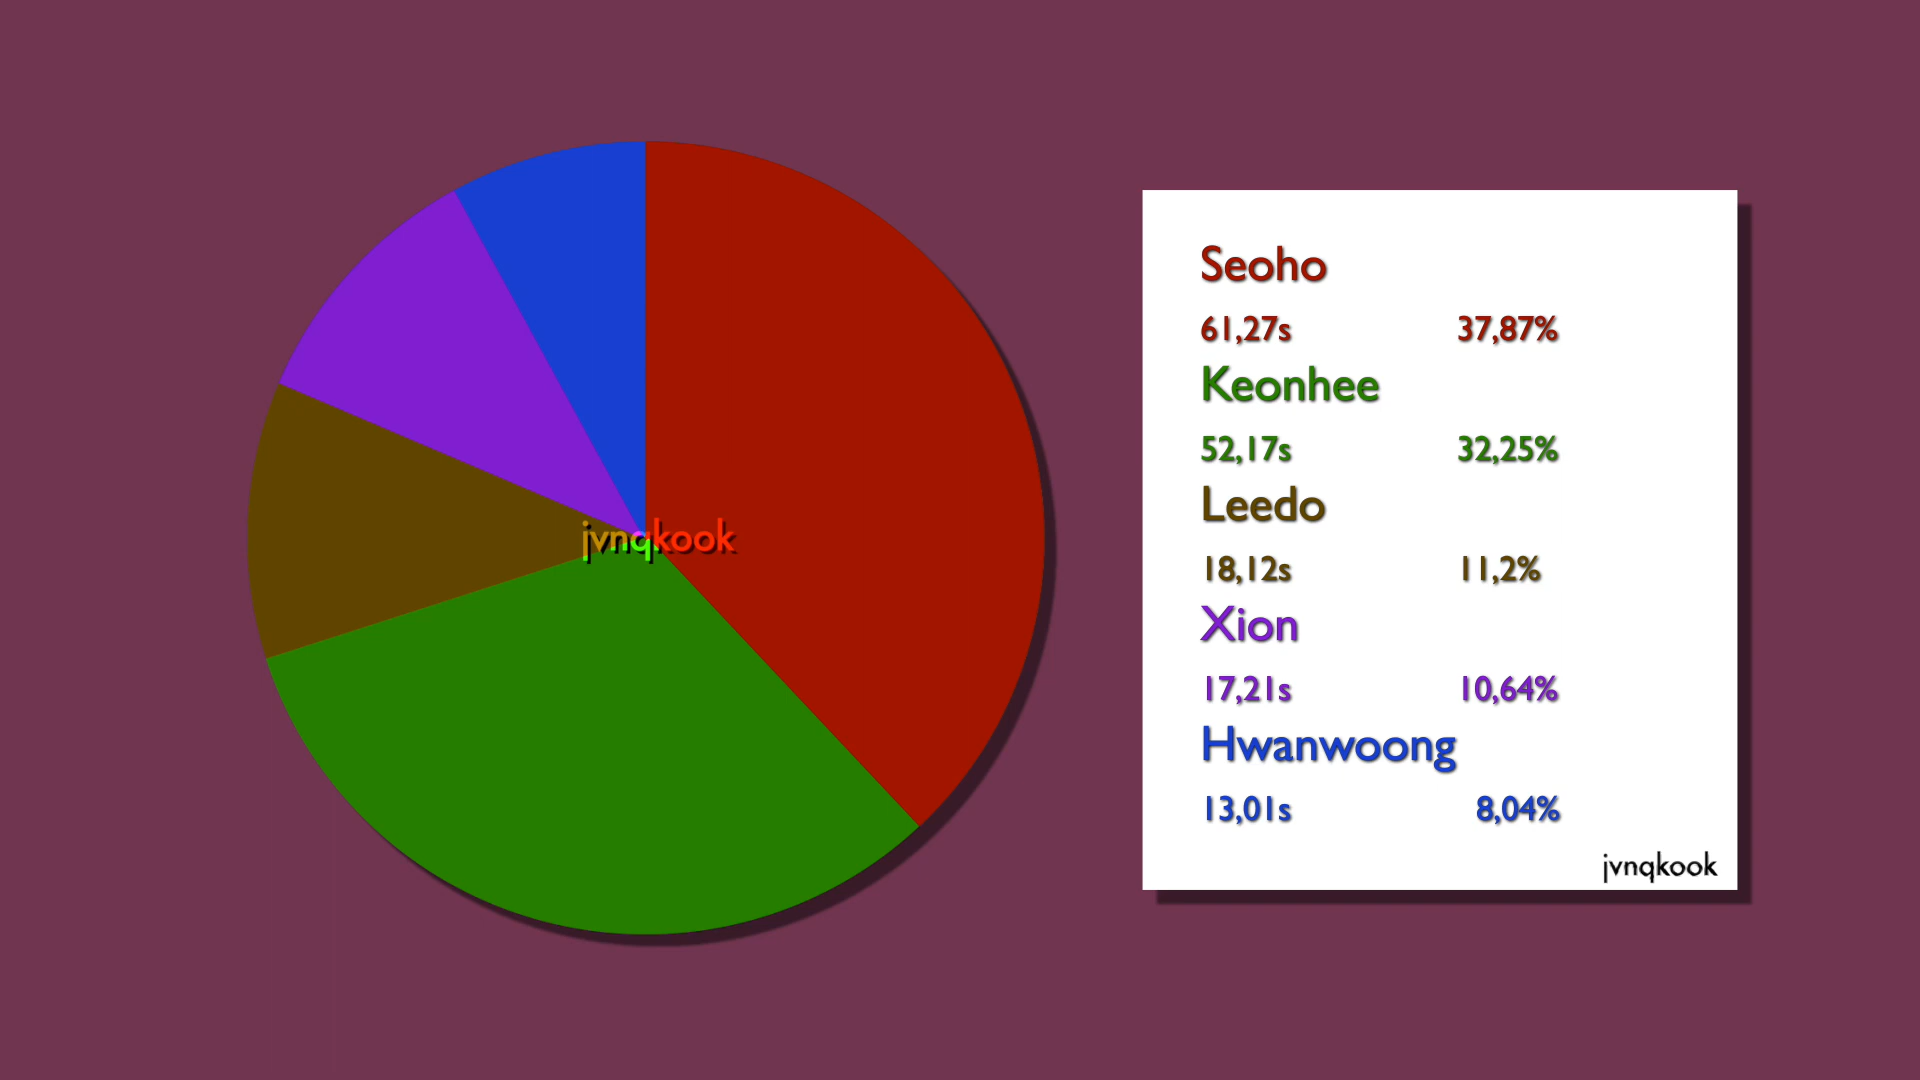 jvnqkook
Seoho
61,27s 37,87%
Keonhee
52,17s 32,25%
Leedo
18,12s 11,2%
Xion
17,21s 10,64%
Hwanwoong
13,01s 8,04%
jvnqkook